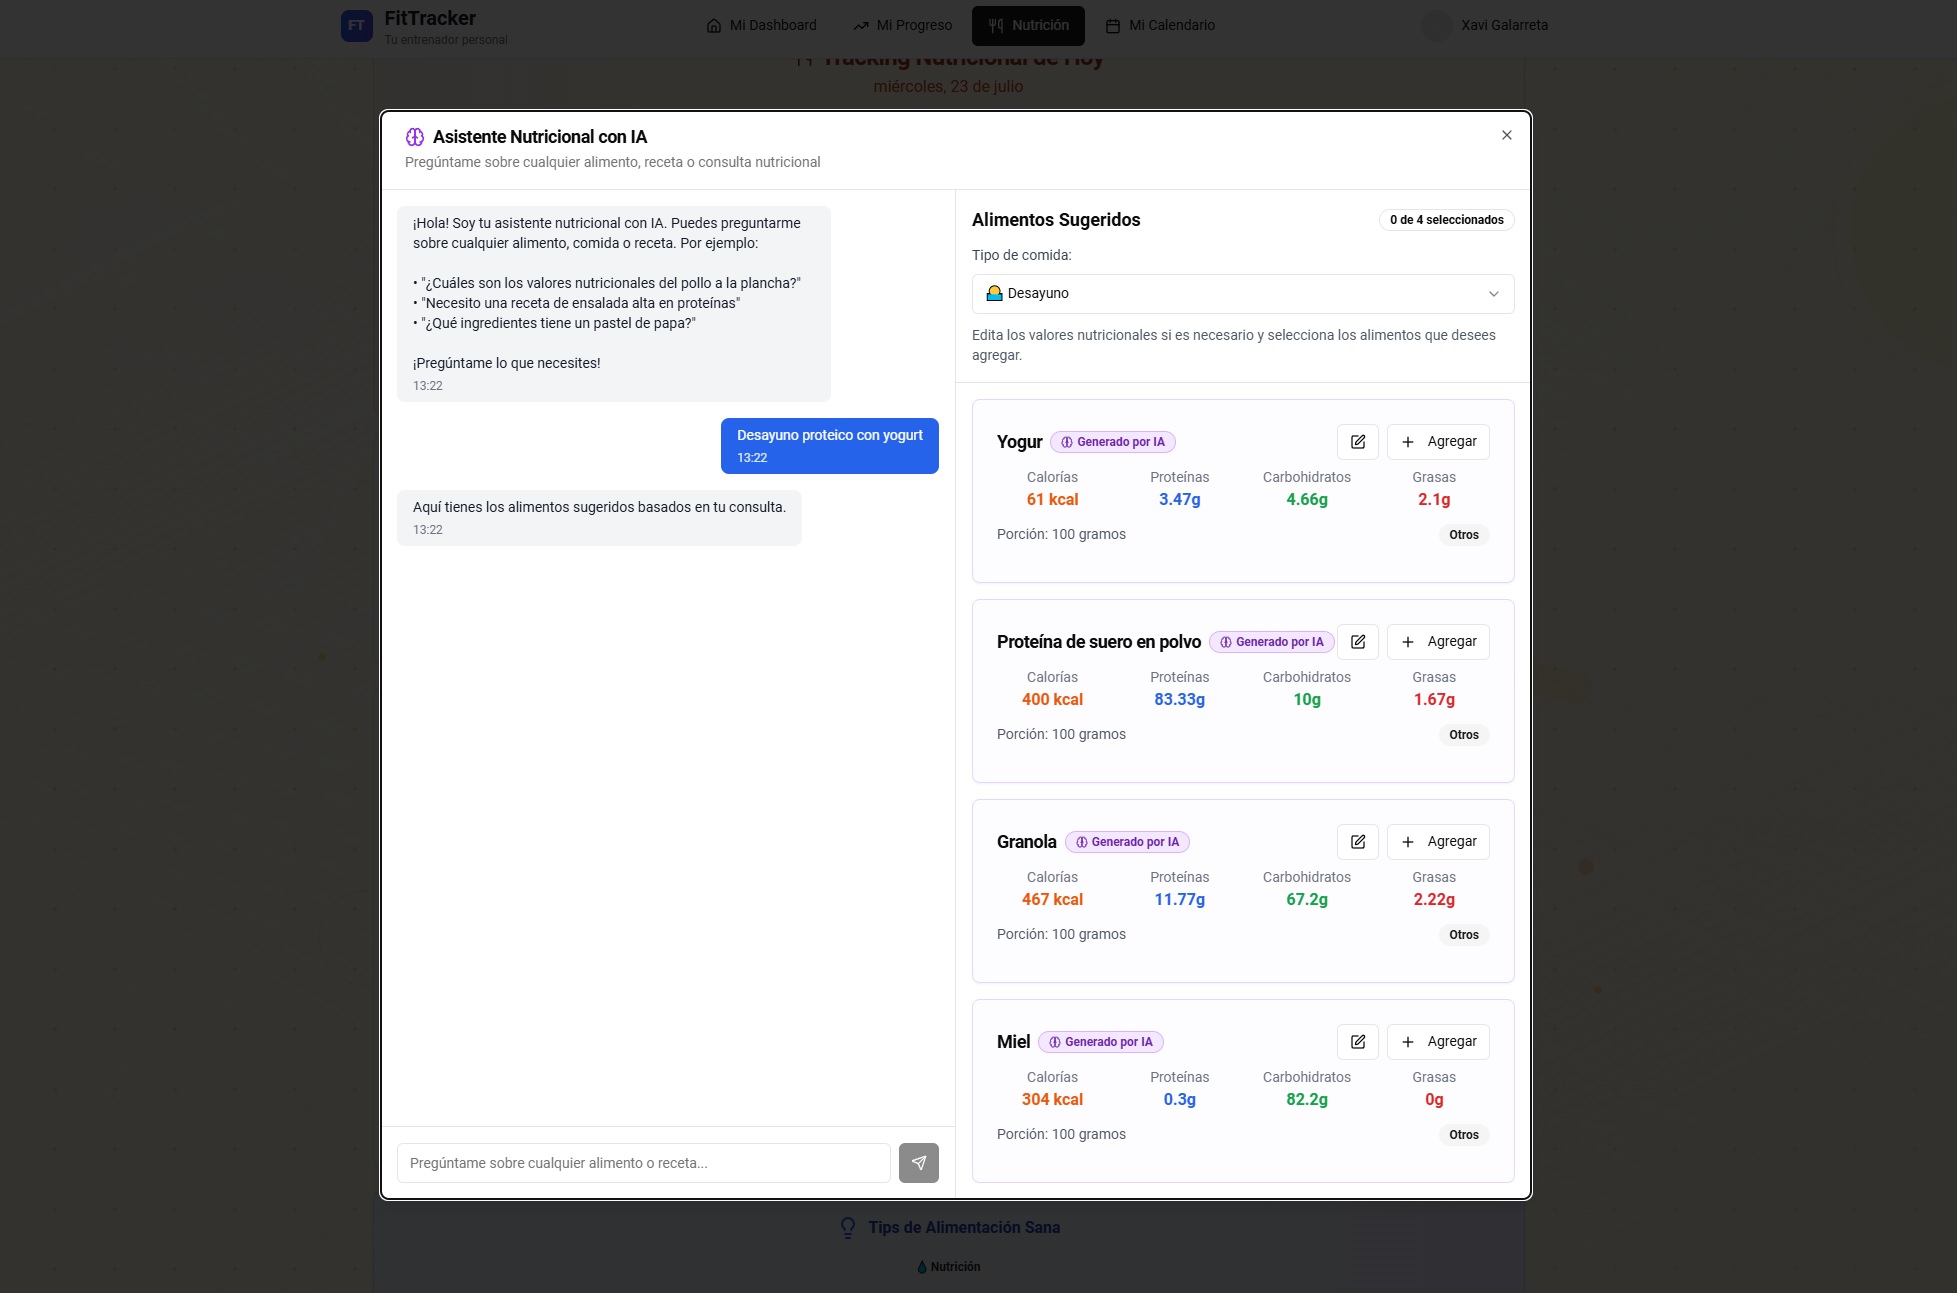 FT
FitTracker
Tu entrenador personal
Mi Dashboard
Mi Progreso
Nutrición
Mi Calendario
Xavi Galarreta
Tracking Nutricional de Hoy
miércoles, 23 de julio
Asistente Nutricional con IA
Pregúntame sobre cualquier alimento, receta o consulta nutricional
¡Hola! Soy tu asistente nutricional con IA. Puedes preguntarme
sobre cualquier alimento, comida o receta. Por ejemplo:
• "¿Cuáles son los valores nutricionales del pollo a la plancha?"
• "Necesito una receta de ensalada alta en proteínas"
• "¿Qué ingredientes tiene un pastel de papa?"
¡Pregúntame lo que necesites!
13:22
Desayuno proteico con yogurt
13:22
Aquí tienes los alimentos sugeridos basados en tu consulta.
13:22
Pregúntame sobre cualquier alimento o receta...
Alimentos Sugeridos
0 de 4 seleccionados
Tipo de comida:
Desayuno
Edita los valores nutricionales si es necesario y selecciona los alimentos que desees
agregar.
Yogur Generado por IA + Agregar
Calorías Proteínas Carbohidratos Grasas
61 kcal 3.47g 4.66g 2.1g
Porción: 100 gramos Otros
Proteína de suero en polvo Generado por IA + Agregar
Calorías Proteínas Carbohidratos Grasas
400 kcal 83.33g 10g 1.67g
Porción: 100 gramos Otros
Granola Generado por IA + Agregar
Calorías Proteínas Carbohidratos Grasas
467 kcal 11.77g 67.2g 2.22g
Porción: 100 gramos Otros
Miel Generado por IA + Agregar
Calorías Proteínas Carbohidratos Grasas
304 kcal 0.3g 82.2g 0g
Porción: 100 gramos Otros
Tips de Alimentación Sana
Nutrición